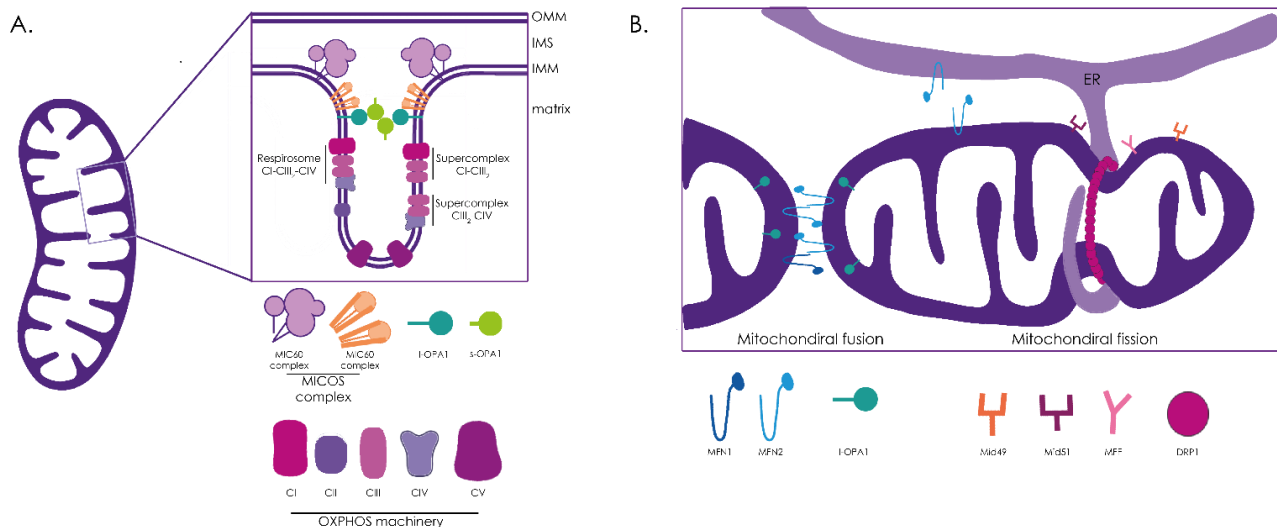 A.
OMM
IMS
IMM
matrix
Respirosome
CI-CIII2-CIV
Supercomplex
CI-CIII2
Supercomplex
CIII2 CIV
MIC60
complex
MIC60
complex
l-OPA1
s-OPA1
MICOS
complex
CI
CII
CIII
CIV
CV
OXPHOS machinery
B.
ER
Mitochondiral fusion
Mitochondiral fission
MFN1
MFN2
l-OPA1
Mid49
Mid51
MFF
DRP1